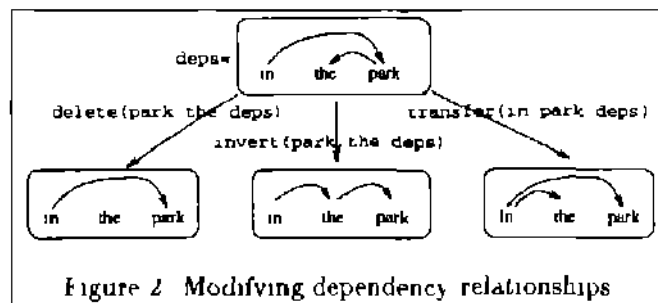 deps=
in the park
delete(park the deps)
transfer(in park deps)
invert(park the deps)
in the park
in the park
in the park
Figure 2 Modifying dependency relationships